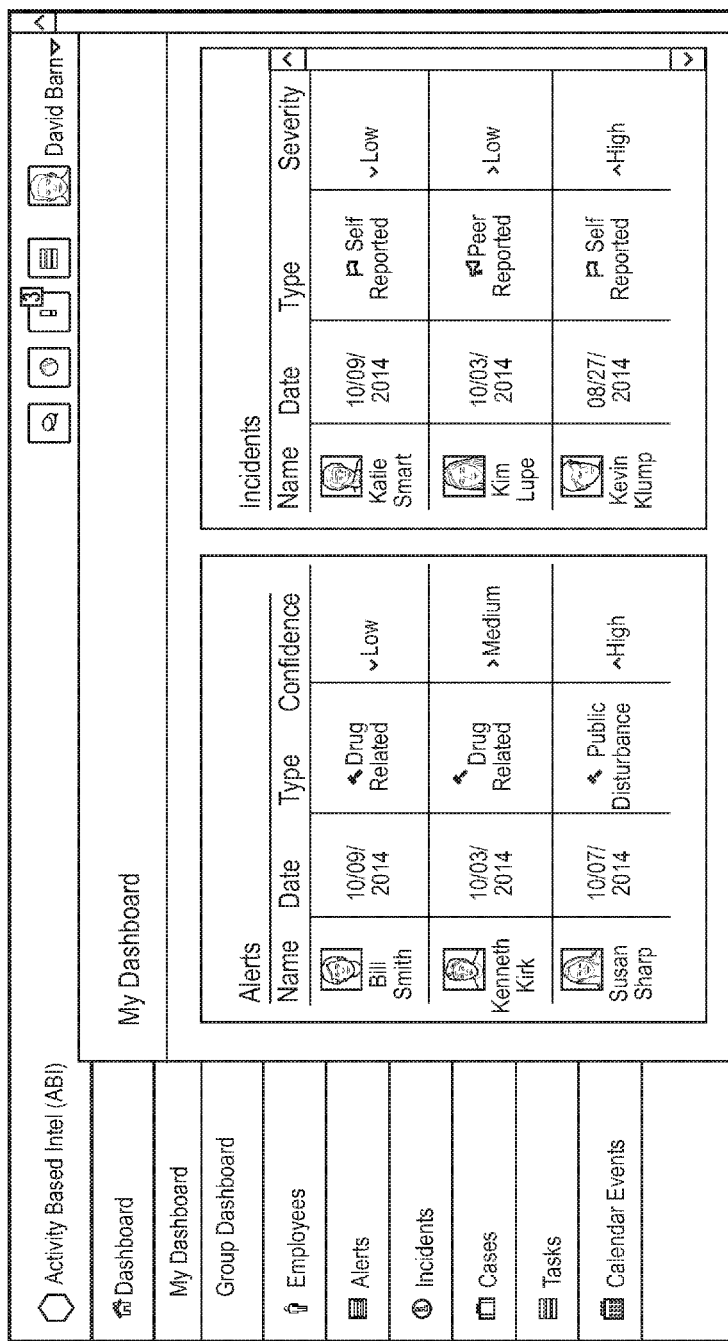 Activity Based Intel (ABI)
3
David Barn
Dashboard
My Dashboard
Group Dashboard
Employees
Alerts
Incidents
Cases
Tasks
Calendar Events
My Dashboard
Alerts
Name Date Type Confidence
Bill Smith 10/09/2014 Drug Related Low
Kenneth Kirk 10/03/2014 Drug Related Medium
Susan Sharp 10/07/2014 Public Disturbance High
Incidents
Name Date Type Severity
Katie Smart 10/09/2014 Self Reported Low
Kim Lupe 10/03/2014 Peer Reported Low
Kevin Klump 08/27/2014 Self Reported High